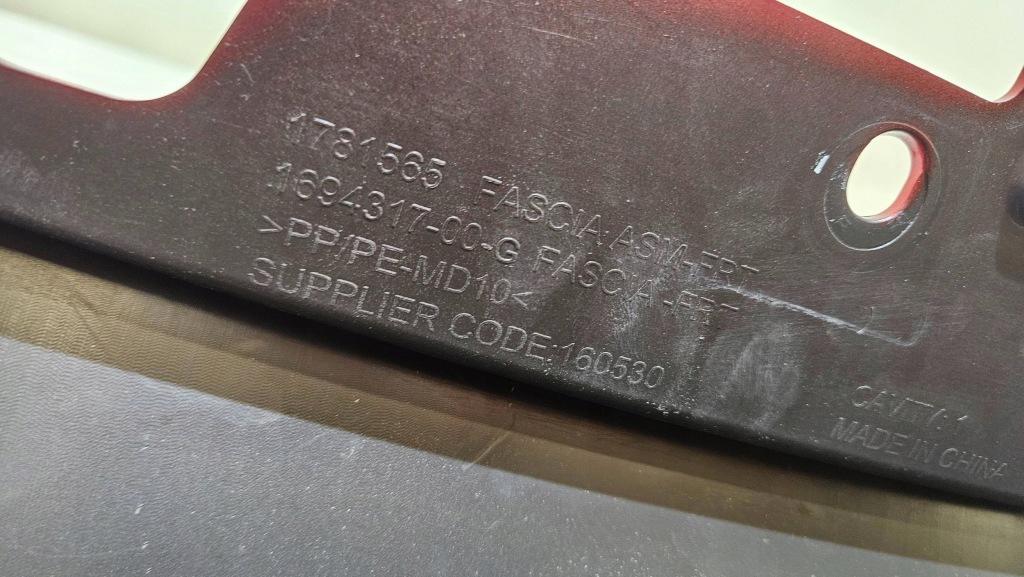 1781565 FASCIA ASM-FRT
1694317-00-G FASCIA -FRT
>PP/PE-MD10<
SUPPLIER CODE:160530
CAVITY: 1
MADE IN CHINA